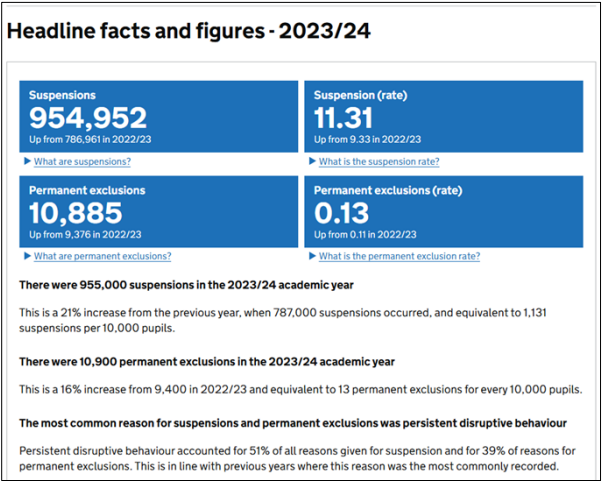 Headline facts and figures - 2023/24
Suspensions
954,952
Up from 786,961 in 2022/23
What are suspensions?
Suspension (rate)
11.31
Up from 9.33 in 2022/23
What is the suspension rate?
Permanent exclusions
10,885
Up from 9,376 in 2022/23
What are permanent exclusions?
Permanent exclusions (rate)
0.13
Up from 0.11 in 2022/23
What is the permanent exclusion rate?
There were 955,000 suspensions in the 2023/24 academic year
This is a 21% increase from the previous year, when 787,000 suspensions occurred, and equivalent to 1,131
suspensions per 10,000 pupils.
There were 10,900 permanent exclusions in the 2023/24 academic year
This is a 16% increase from 9,400 in 2022/23 and equivalent to 13 permanent exclusions for every 10,000 pupils.
The most common reason for suspensions and permanent exclusions was persistent disruptive behaviour
Persistent disruptive behaviour accounted for 51% of all reasons given for suspension and for 39% of reasons for
permanent exclusions. This is in line with previous years where this reason was the most commonly recorded.